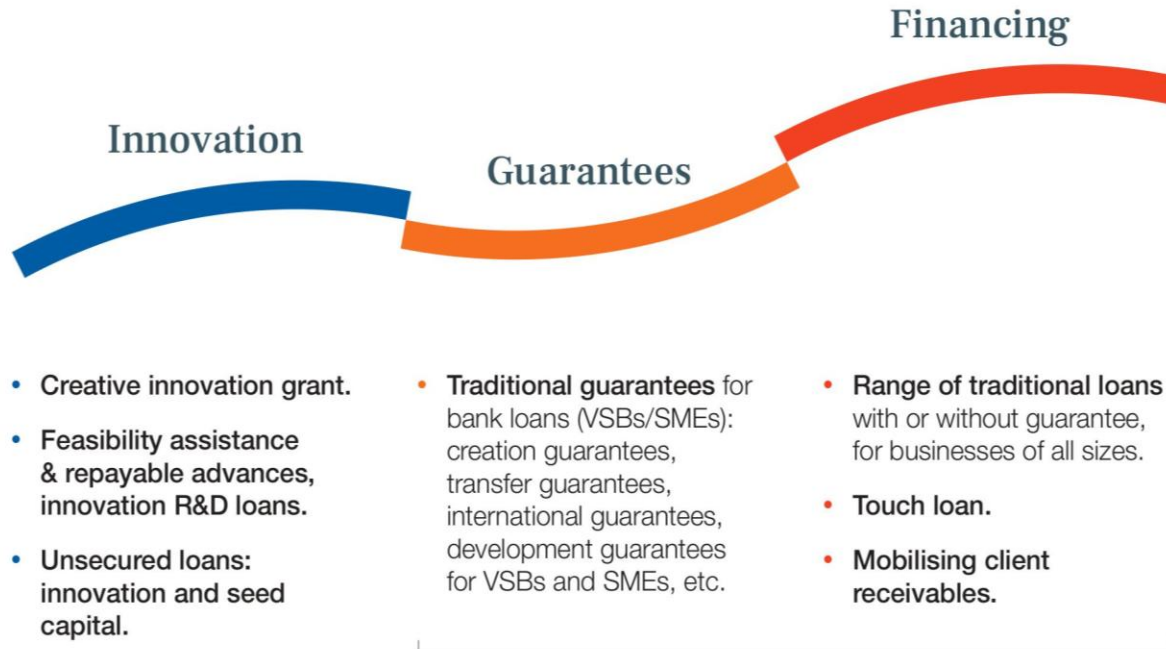 Financing
Innovation
Guarantees
• Creative innovation grant.
• Feasibility assistance
& repayable advances,
innovation R&D loans.
• Unsecured loans:
innovation and seed
capital.
• Traditional guarantees for
bank loans (VSBs/SMEs):
creation guarantees,
transfer guarantees,
international guarantees,
development guarantees
for VSBs and SMEs, etc.
• Range of traditional loans
with or without guarantee,
for businesses of all sizes.
• Touch loan.
• Mobilising client
receivables.